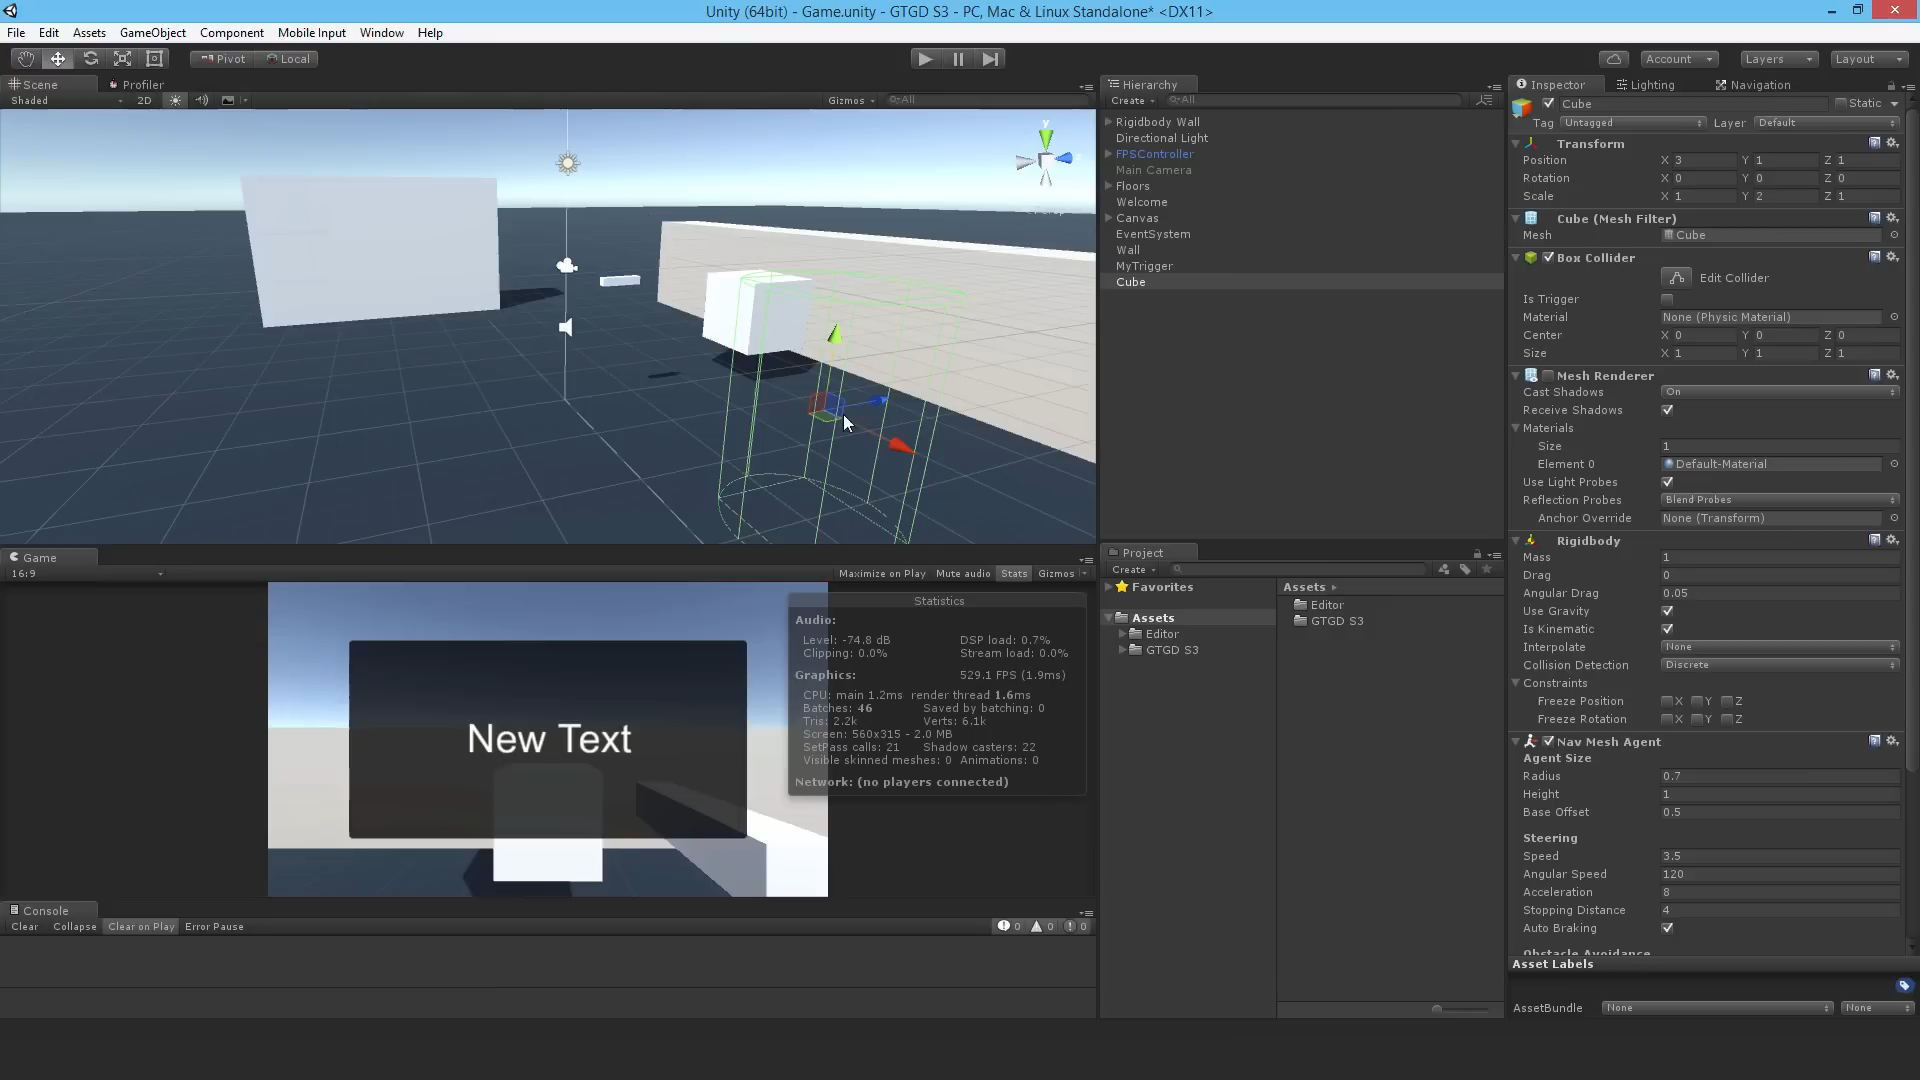 Unity (64bit) - Game.unity - GTGD S3 - PC, Mac & Linux Standalone* <DX11>
File Edit Assets GameObject Component Mobile Input Window Help
Pivot Local Account Layers Layout
Scene Profiler
Shaded 2D Gizmos All
y
Persp
Game
16:9 Maximize on Play Mute audio Stats Gizmos
New Text
Statistics
Audio:
Level: -74.8 dB DSP load: 0.7%
Clipping: 0.0% Stream load: 0.0%
Graphics: 529.1 FPS (1.9ms)
CPU: main 1.2ms render thread 1.6ms
Batches: 46 Saved by batching: 0
Tris: 2.2k Verts: 6.1k
Screen: 560x315 - 2.0 MB
SetPass calls: 21 Shadow casters: 22
Visible skinned meshes: 0 Animations: 0
Network: (no players connected)
Console
Clear Collapse Clear on Play Error Pause 0 0 0
Hierarchy
Create All
Rigidbody Wall
Directional Light
FPSController
Main Camera
Floors
Welcome
Canvas
EventSystem
Wall
MyTrigger
Cube
Project
Create
Favorites
Assets
Editor
GTGD S3
Assets
Editor
GTGD S3
Inspector Lighting Navigation
Cube Static
Tag Untagged Layer Default
Transform
Position X 3 Y 1 Z 1
Rotation X 0 Y 0 Z 0
Scale X 1 Y 2 Z 1
Cube (Mesh Filter)
Mesh Cube
Box Collider
Edit Collider
Is Trigger
Material None (Physic Material)
Center X 0 Y 0 Z 0
Size X 1 Y 1 Z 1
Mesh Renderer
Cast Shadows On
Receive Shadows
Materials
Size 1
Element 0 Default-Material
Use Light Probes
Reflection Probes Blend Probes
Anchor Override None (Transform)
Rigidbody
Mass 1
Drag 0
Angular Drag 0.05
Use Gravity
Is Kinematic
Interpolate None
Collision Detection Discrete
Constraints
Freeze Position X Y Z
Freeze Rotation X Y Z
Nav Mesh Agent
Agent Size
Radius 0.7
Height 1
Base Offset 0.5
Steering
Speed 3.5
Angular Speed 120
Acceleration 8
Stopping Distance 4
Auto Braking
Obstacle Avoidance
Asset Labels
AssetBundle None None